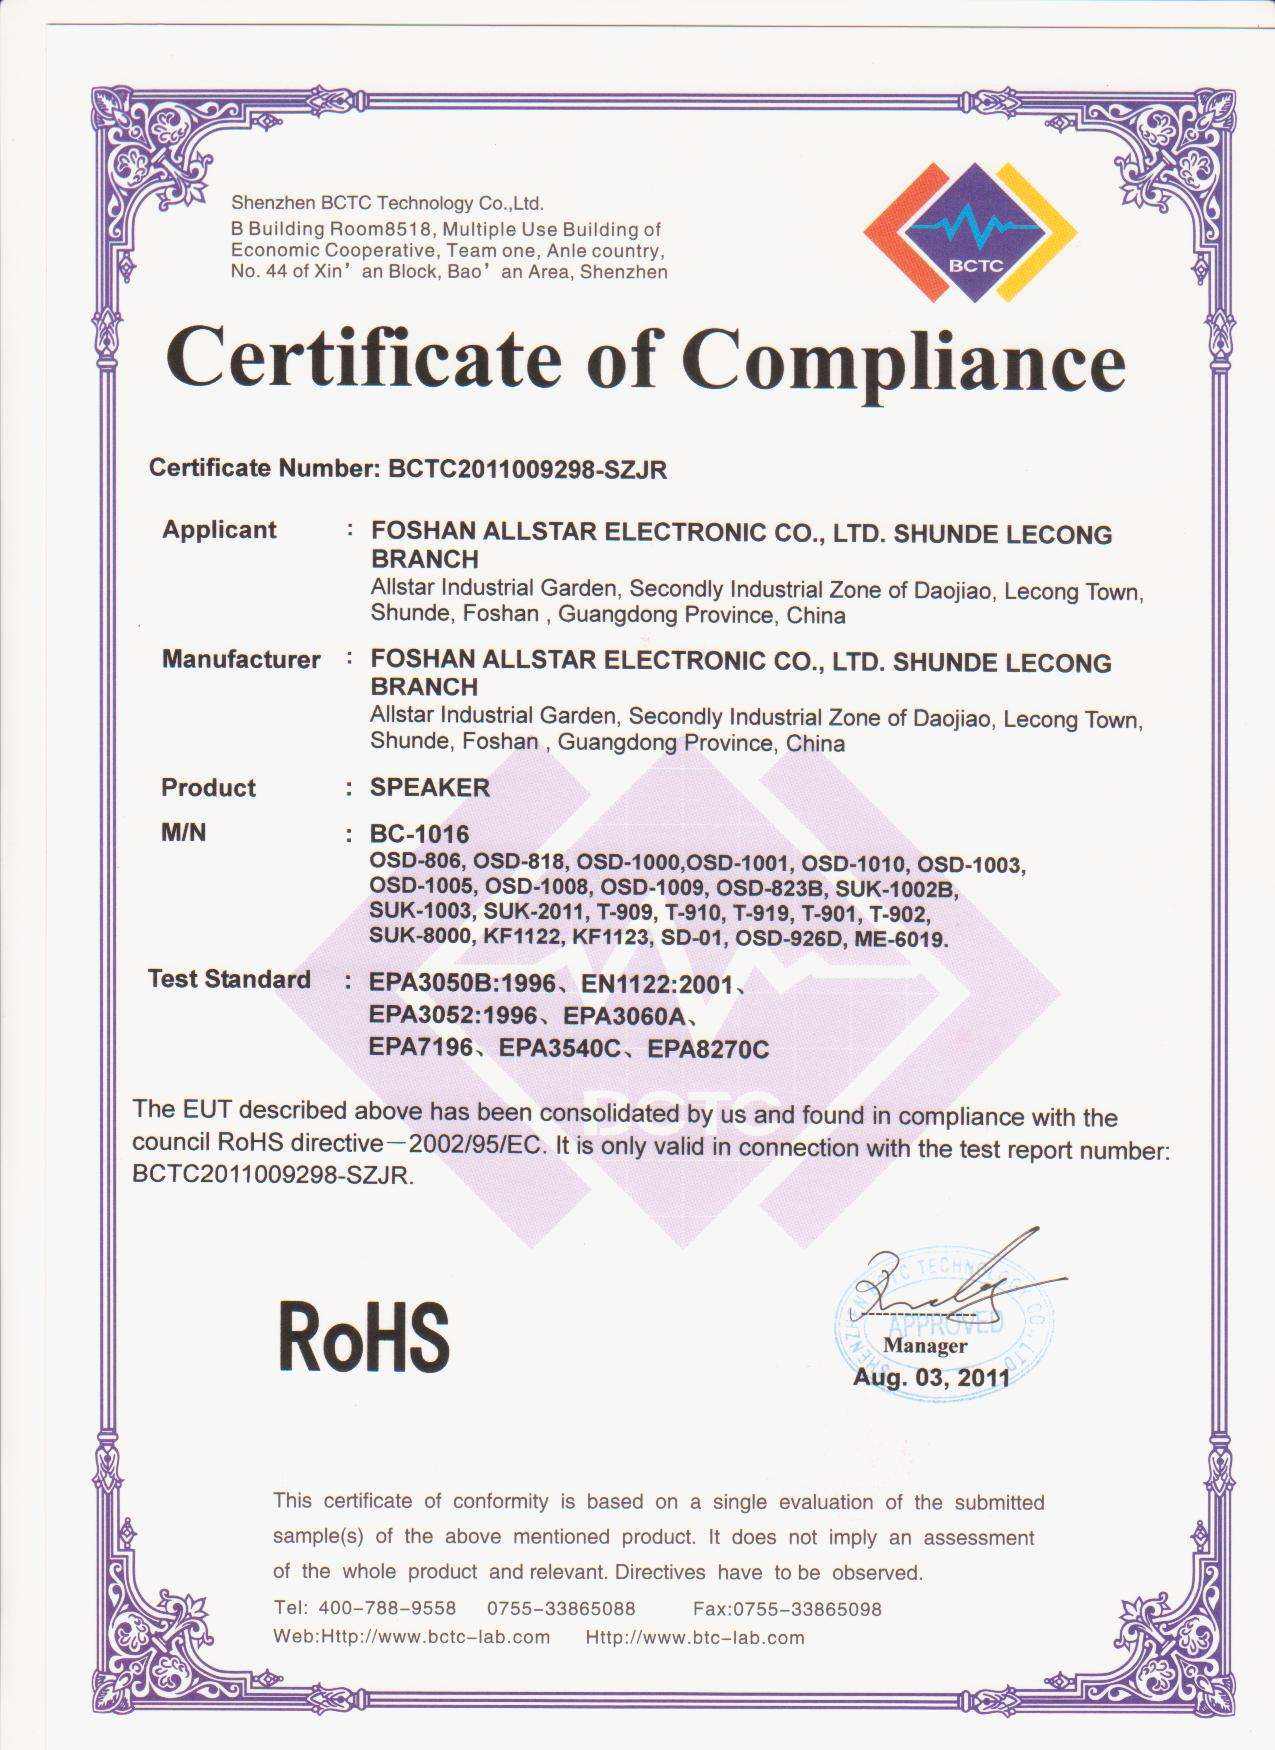 Shenzhen BCTC Technology Co.,Ltd.
B Building Room8518, Multiple Use Building of
Economic Cooperative, Team one, Anle country,
No. 44 of Xin’an Block, Bao’an Area, Shenzhen
BCTC
Certificate of Compliance
Certificate Number: BCTC2011009298-SZJR
Applicant : FOSHAN ALLSTAR ELECTRONIC CO., LTD. SHUNDE LECONG
BRANCH
Allstar Industrial Garden, Secondly Industrial Zone of Daojiao, Lecong Town,
Shunde, Foshan , Guangdong Province, China
Manufacturer : FOSHAN ALLSTAR ELECTRONIC CO., LTD. SHUNDE LECONG
BRANCH
Allstar Industrial Garden, Secondly Industrial Zone of Daojiao, Lecong Town,
Shunde, Foshan , Guangdong Province, China
Product : SPEAKER
M/N : BC-1016
OSD-806, OSD-818, OSD-1000,OSD-1001, OSD-1010, OSD-1003,
OSD-1005, OSD-1008, OSD-1009, OSD-823B, SUK-1002B,
SUK-1003, SUK-2011, T-909, T-910, T-919, T-901, T-902,
SUK-8000, KF1122, KF1123, SD-01, OSD-926D, ME-6019.
Test Standard : EPA3050B:1996、EN1122:2001、
EPA3052:1996、EPA3060A、
EPA7196、EPA3540C、EPA8270C
BCTC
The EUT described above has been consolidated by us and found in compliance with the
council RoHS directive—2002/95/EC. It is only valid in connection with the test report number:
BCTC2011009298-SZJR.
RoHS
SHENZHEN BCTC TECHNOLOGY CO., LTD
APPROVED
Manager
Aug. 03, 2011
This certificate of conformity is based on a single evaluation of the submitted
sample(s) of the above mentioned product. It does not imply an assessment
of the whole product and relevant. Directives have to be observed.
Tel: 400-788-9558 0755-33865088 Fax:0755-33865098
Web:Http://www.bctc-lab.com Http://www.btc-lab.com